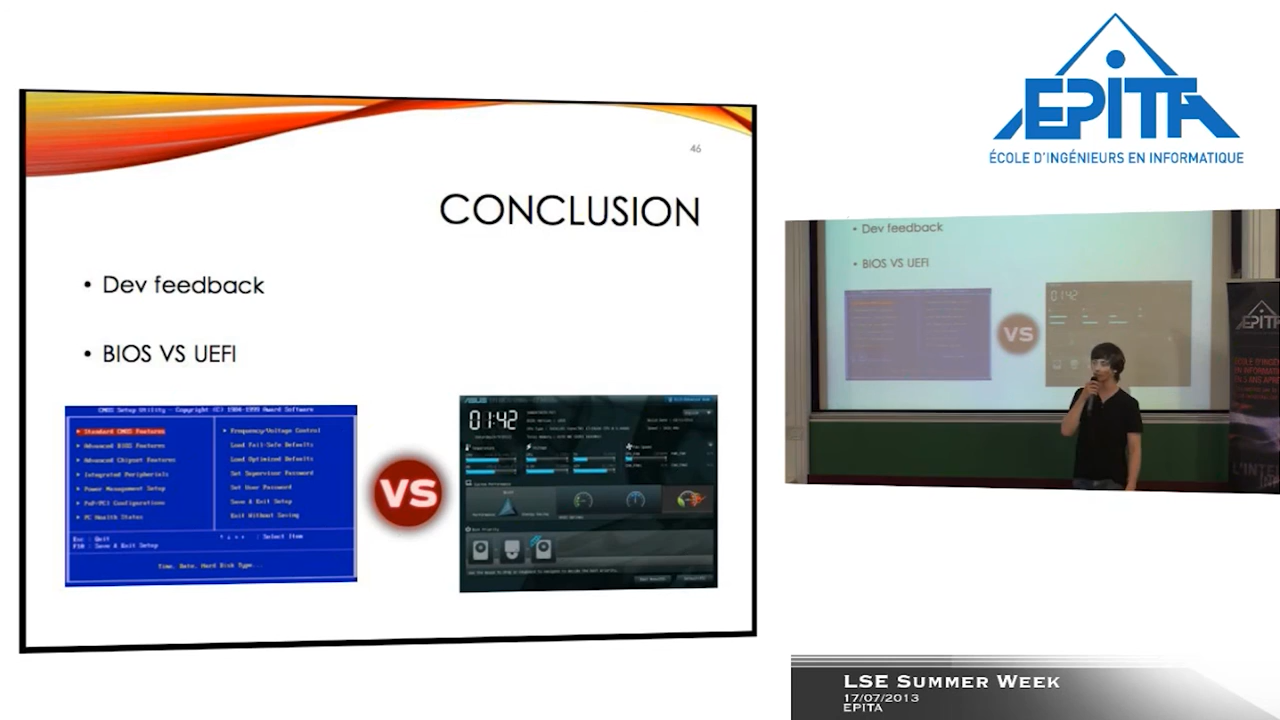 46
CONCLUSION
• Dev feedback
• BIOS VS UEFI
CMOS Setup Utility - Copyright (C) 1984-1999 Award Software
Standard CMOS Features
Advanced BIOS Features
Advanced Chipset Features
Integrated Peripherals
Power Management Setup
PnP/PCI Configurations
PC Health Status
Frequency/Voltage Control
Load Fail-Safe Defaults
Load Optimized Defaults
Set Supervisor Password
Set User Password
Save & Exit Setup
Exit Without Saving
Esc : Quit
F10 : Save & Exit Setup
: Select Item
Time, Date, Hard Disk Type...
VS
ASUS
01:42
EPITA
ÉCOLE D'INGÉNIEURS EN INFORMATIQUE
• Dev feedback
• BIOS VS UEFI
VS
01:42
EPITA
LSE SUMMER WEEK
17/07/2013
EPITA